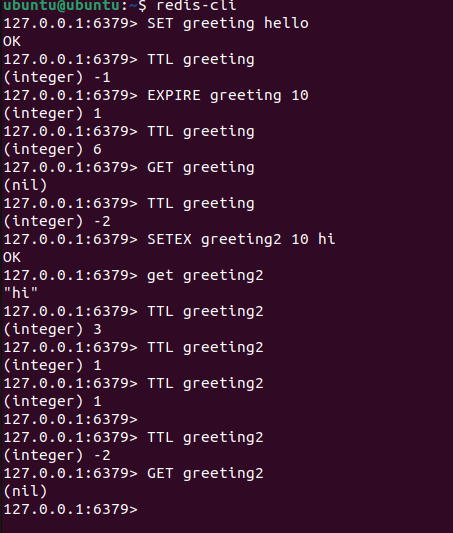 ubuntu@ubuntu:~$ redis-cli
127.0.0.1:6379> SET greeting hello
OK
127.0.0.1:6379> TTL greeting
(integer) -1
127.0.0.1:6379> EXPIRE greeting 10
(integer) 1
127.0.0.1:6379> TTL greeting
(integer) 6
127.0.0.1:6379> GET greeting
(nil)
127.0.0.1:6379> TTL greeting
(integer) -2
127.0.0.1:6379> SETEX greeting2 10 hi
OK
127.0.0.1:6379> get greeting2
"hi"
127.0.0.1:6379> TTL greeting2
(integer) 3
127.0.0.1:6379> TTL greeting2
(integer) 1
127.0.0.1:6379> TTL greeting2
(integer) 1
127.0.0.1:6379>
127.0.0.1:6379> TTL greeting2
(integer) -2
127.0.0.1:6379> GET greeting2
(nil)
127.0.0.1:6379>